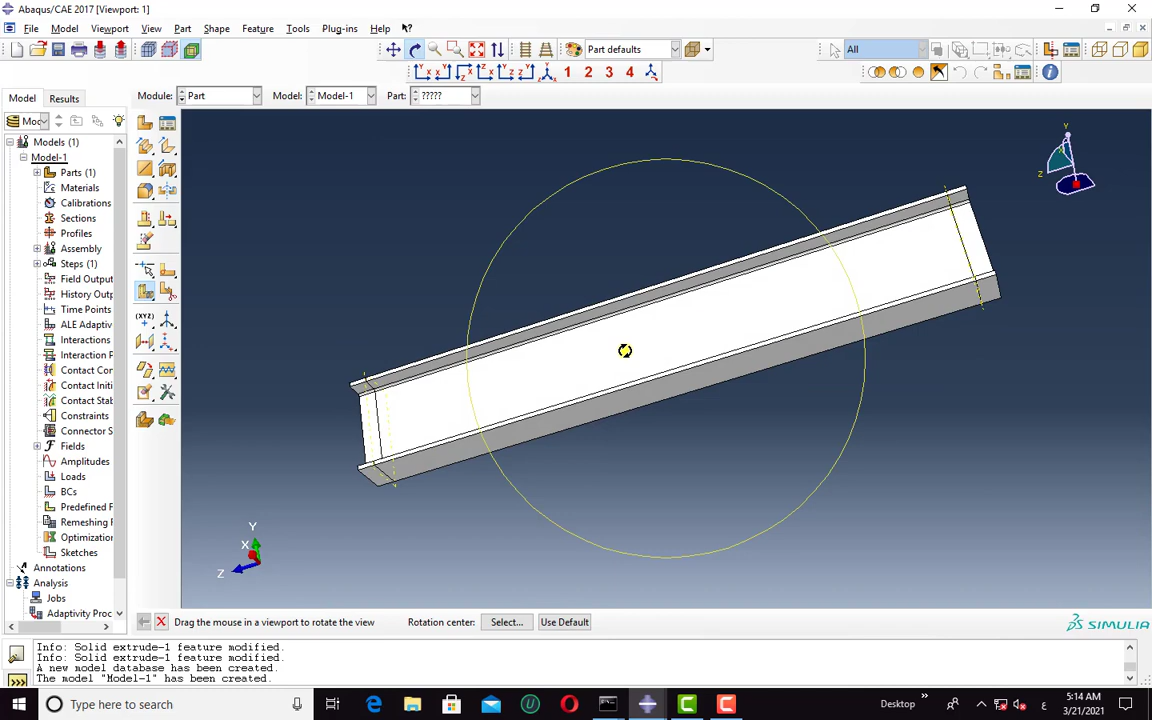 Abaqus/CAE 2017 [Viewport: 1]
File Model Viewport View Part Shape Feature Tools Plug-ins Help
Part defaults
All
1 2 3 4
Model Results Module: Part Model: Model-1 Part: ?????
Models (1)
Model-1
Parts (1)
Materials
Calibrations
Sections
Profiles
Assembly
Steps (1)
Field Output
History Outp
Time Points
ALE Adaptiv
Interactions
Interaction P
Contact Con
Contact Initi
Contact Stab
Constraints
Connector S
Fields
Amplitudes
Loads
BCs
Predefined F
Remeshing F
Optimization
Sketches
Annotations
Analysis
Jobs
Adaptivity Proc
(XYZ)
Y
Z
Y
X
Z
Drag the mouse in a viewport to rotate the view Rotation center: Select... Use Default
SIMULIA
Info: Solid extrude-1 feature modified.
Info: Solid extrude-1 feature modified.
A new model database has been created.
The model "Model-1" has been created.
Type here to search
Desktop
ع
5:14 AM
3/21/2021